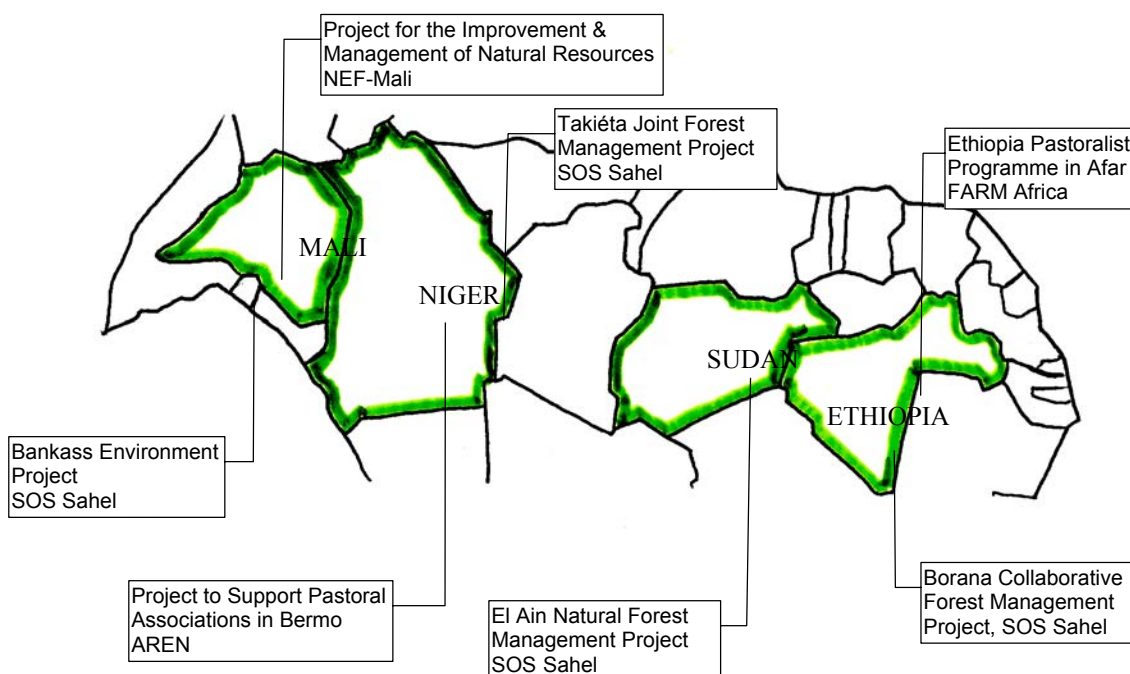 Project for the Improvement &
Management of Natural Resources
NEF-Mali
Takiéta Joint Forest
Management Project
SOS Sahel
Ethiopia Pastoralist
Programme in Afar
FARM Africa
MALI
NIGER
SUDAN
ETHIOPIA
Bankass Environment
Project
SOS Sahel
Project to Support Pastoral
Associations in Bermo
AREN
El Ain Natural Forest
Management Project
SOS Sahel
Borana Collaborative
Forest Management
Project, SOS Sahel